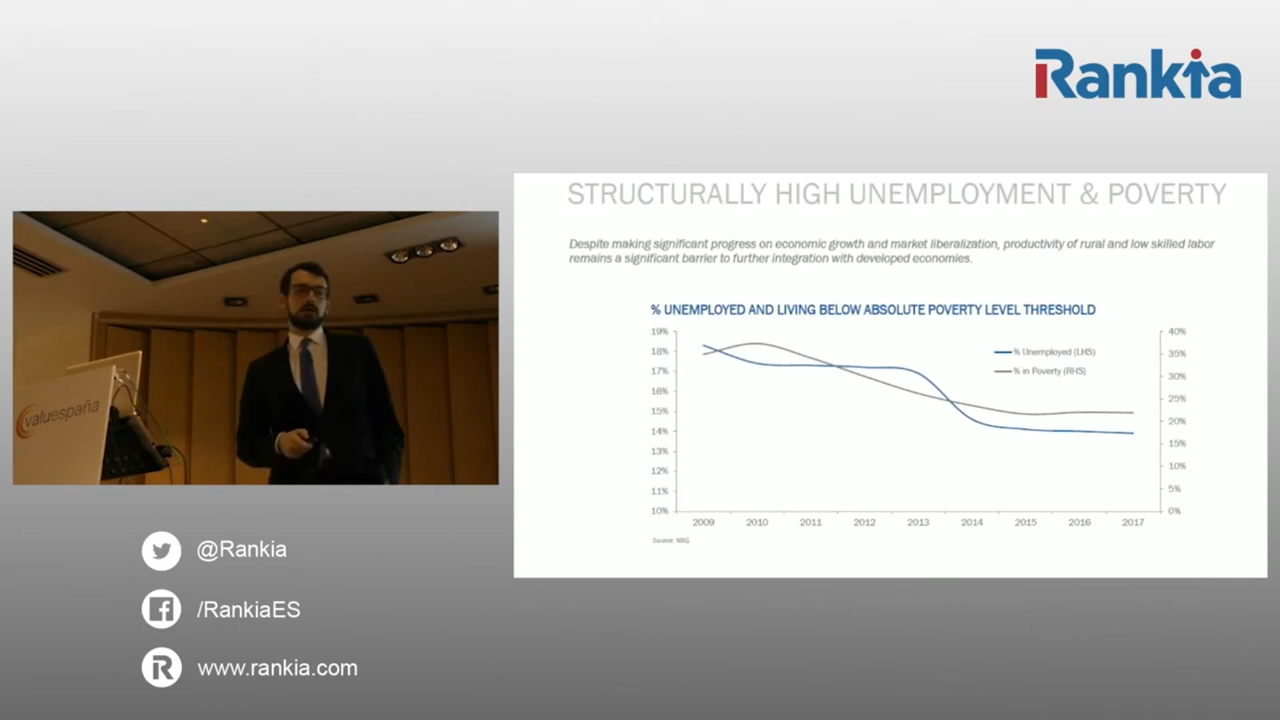 Rankia
STRUCTURALLY HIGH UNEMPLOYMENT & POVERTY
Despite making significant progress on economic growth and market liberalization, productivity of rural and low skilled labor
remains a significant barrier to further integration with developed economies.
% UNEMPLOYED AND LIVING BELOW ABSOLUTE POVERTY LEVEL THRESHOLD
19%
18%
17%
16%
15%
14%
13%
12%
11%
10%
% Unemployed (LHS)
% in Poverty (RHS)
40%
35%
30%
25%
20%
15%
10%
5%
0%
2009 2010 2011 2012 2013 2014 2015 2016 2017
Source: NBG
valuespaña
@Rankia
/RankiaES
www.rankia.com